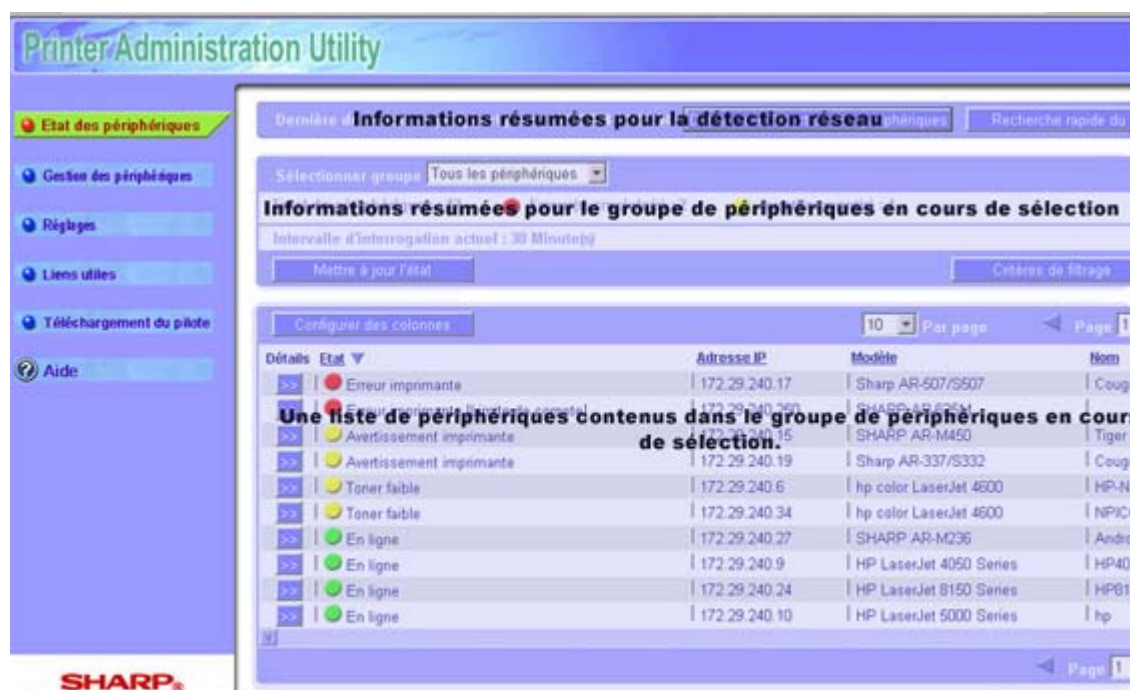 Printer Administration Utility
Etat des périphériques
Gestion des périphériques
Réglages
Liens utiles
Téléchargement du pilote
Aide
SHARP®
Dernière Informations résumées pour la détection réseau Recherche rapide du
Sélectionner groupe Tous les périphériques
Informations résumées pour le groupe de périphériques en cours de sélection
Intervalle d'interrogation actuel : 30 Minute(s)
Mettre à jour l'état Critères de filtrage
Configurer des colonnes 10 Par page Page 1
Détails Etat Adresse IP Modèle Nom
>> Erreur imprimante 172.29.240.17 Sharp AR-507/S507 Coug
>>
Une liste de périphériques contenus dans le groupe de périphériques en cours
de sélection.
>> Avertissement imprimante SHARP AR-M450 Tiger
>> Avertissement imprimante 172.29.240.19 Sharp AR-337/S332 Coug
>> Toner faible 172.29.240.6 hp color LaserJet 4600 HP-N
>> Toner faible 172.29.240.34 hp color LaserJet 4600 NPIC
>> En ligne 172.29.240.27 SHARP AR-M236 Andro
>> En ligne 172.29.240.9 HP LaserJet 4050 Series HP40
>> En ligne 172.29.240.24 HP LaserJet 8150 Series HP81
>> En ligne 172.29.240.10 HP LaserJet 5000 Series hp
Page 1